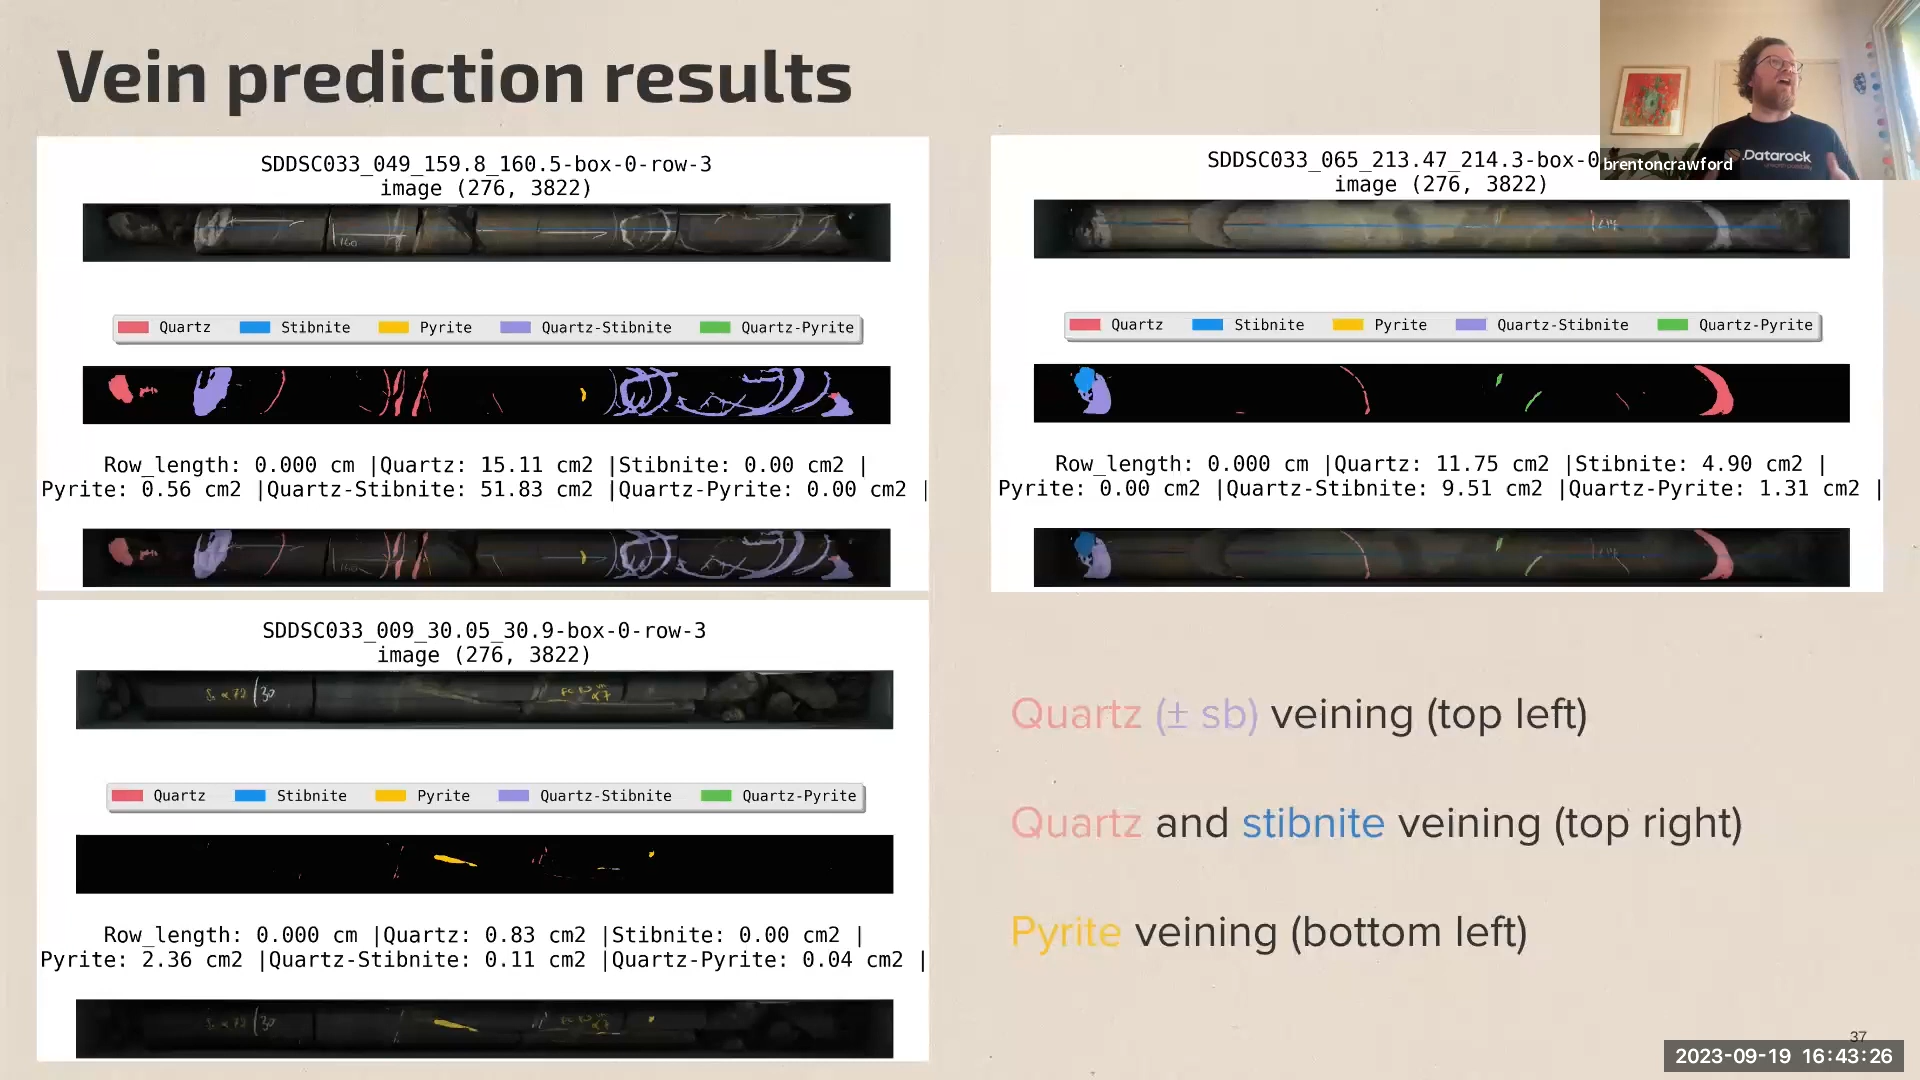 Vein prediction results
SDDSC033_049_159.8_160.5-box-0-row-3
image (276, 3822)
160
Quartz Stibnite Pyrite Quartz-Stibnite Quartz-Pyrite
Row_length: 0.000 cm |Quartz: 15.11 cm2 |Stibnite: 0.00 cm2 |
Pyrite: 0.56 cm2 |Quartz-Stibnite: 51.83 cm2 |Quartz-Pyrite: 0.00 cm2 |
SDDSC033_065_213.47_214.3-box-0
image (276, 3822)
214
Quartz Stibnite Pyrite Quartz-Stibnite Quartz-Pyrite
Row_length: 0.000 cm |Quartz: 11.75 cm2 |Stibnite: 4.90 cm2 |
Pyrite: 0.00 cm2 |Quartz-Stibnite: 9.51 cm2 |Quartz-Pyrite: 1.31 cm2 |
brentoncrawford
Datarock
SDDSC033_009_30.05_30.9-box-0-row-3
image (276, 3822)
30
Quartz Stibnite Pyrite Quartz-Stibnite Quartz-Pyrite
Row_length: 0.000 cm |Quartz: 0.83 cm2 |Stibnite: 0.00 cm2 |
Pyrite: 2.36 cm2 |Quartz-Stibnite: 0.11 cm2 |Quartz-Pyrite: 0.04 cm2 |
30
Quartz (± sb) veining (top left)
Quartz and stibnite veining (top right)
Pyrite veining (bottom left)
37
2023-09-19 16:43:26